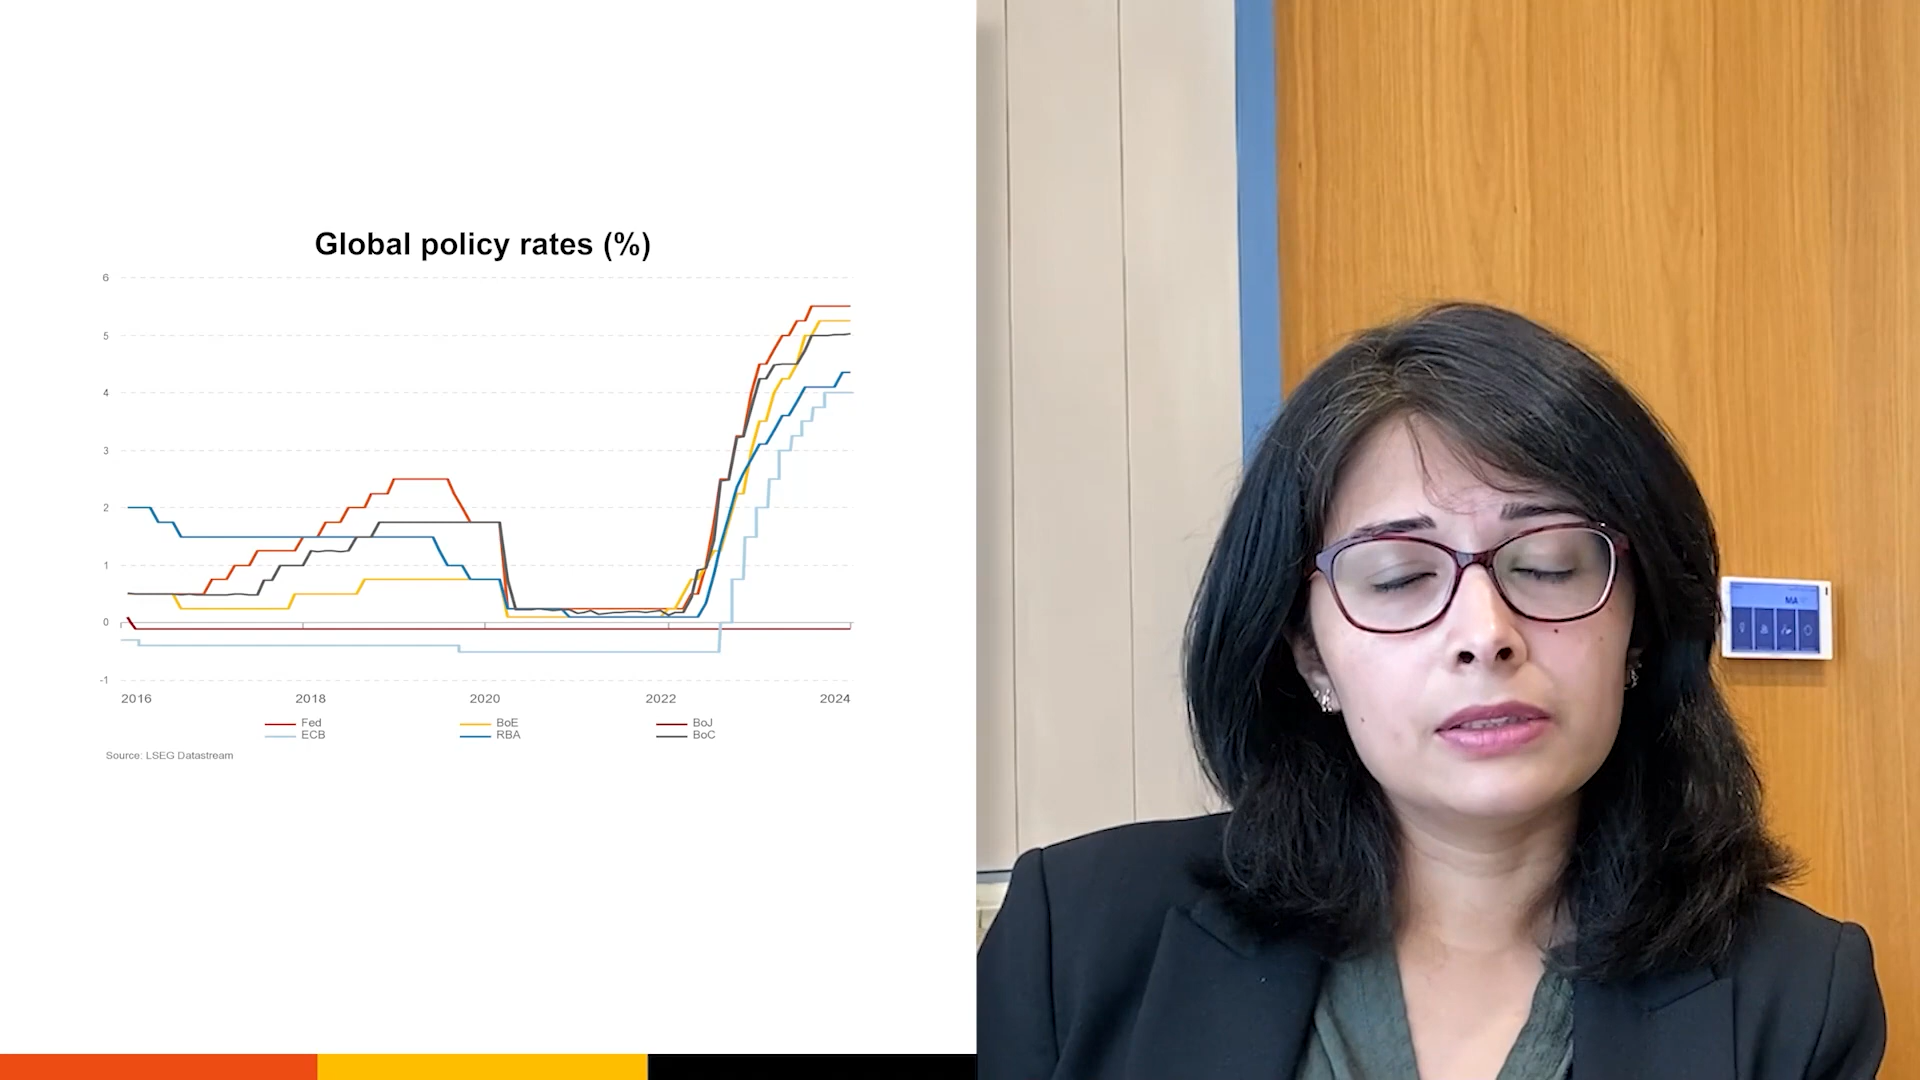 Global policy rates (%)
6
5
4
3
2
1
0
-1
2016 2018 2020 2022 2024
Fed BoE BoJ
ECB RBA BoC
Source: LSEG Datastream
MA